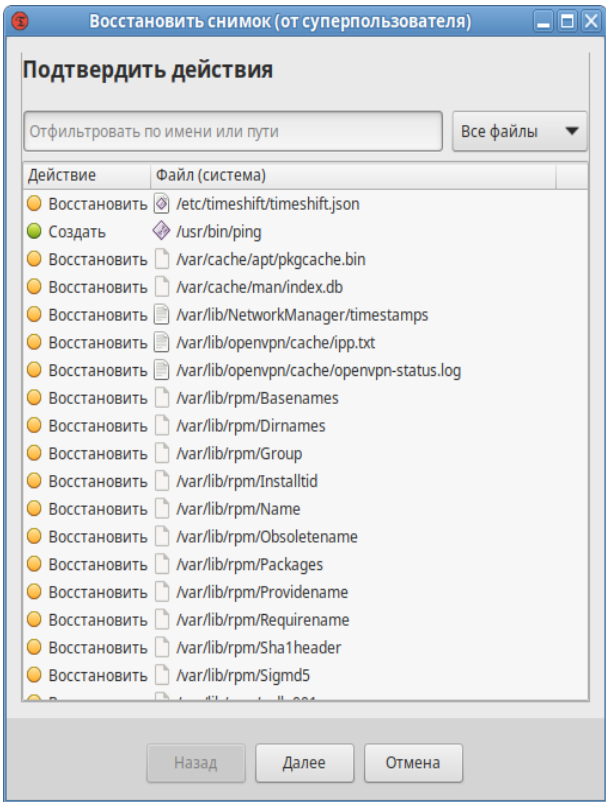 Восстановить снимок (от суперпользователя)
Подтвердить действия
Отфильтровать по имени или пути
Все файлы
Действие Файл (система)
Восстановить /etc/timeshift/timeshift.json
Создать /usr/bin/ping
Восстановить /var/cache/apt/pkgcache.bin
Восстановить /var/cache/man/index.db
Восстановить /var/lib/NetworkManager/timestamps
Восстановить /var/lib/openvpn/cache/ipp.txt
Восстановить /var/lib/openvpn/cache/openvpn-status.log
Восстановить /var/lib/rpm/Basenames
Восстановить /var/lib/rpm/Dirnames
Восстановить /var/lib/rpm/Group
Восстановить /var/lib/rpm/Installtid
Восстановить /var/lib/rpm/Name
Восстановить /var/lib/rpm/Obsoletename
Восстановить /var/lib/rpm/Packages
Восстановить /var/lib/rpm/Providename
Восстановить /var/lib/rpm/Requirename
Восстановить /var/lib/rpm/Sha1header
Восстановить /var/lib/rpm/Sigmd5
Назад Далее Отмена